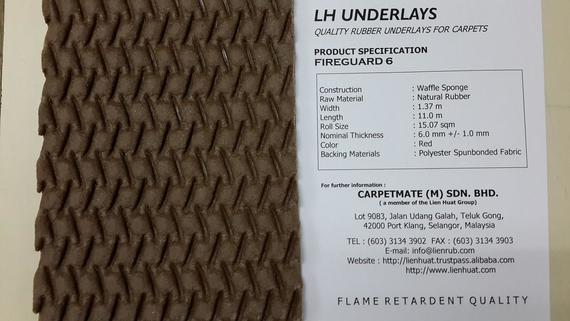 LH UNDERLAYS
QUALITY RUBBER UNDERLAYS FOR CARPETS
PRODUCT SPECIFICATION
FIREGUARD 6
Construction : Waffle Sponge
Raw Material : Natural Rubber
Width : 1.37 m
Length : 11.0 m
Roll Size : 15.07 sqm
Nominal Thickness : 6.0 mm +/- 1.0 mm
Color : Red
Backing Materials : Polyester Spunbonded Fabric
For further information :
CARPETMATE (M) SDN. BHD.
( a member of the Lien Huat Group)
Lot 9083, Jalan Udang Galah, Teluk Gong,
42000 Port Klang, Selangor, Malaysia
TEL : (603) 3134 3902 FAX : (603) 3134 3903
E-mail: info@lienrub.com
Website : http://lienhuat.trustpass.alibaba.com
http://www.lienhuat.com
FLAME RETARDENT QUALITY